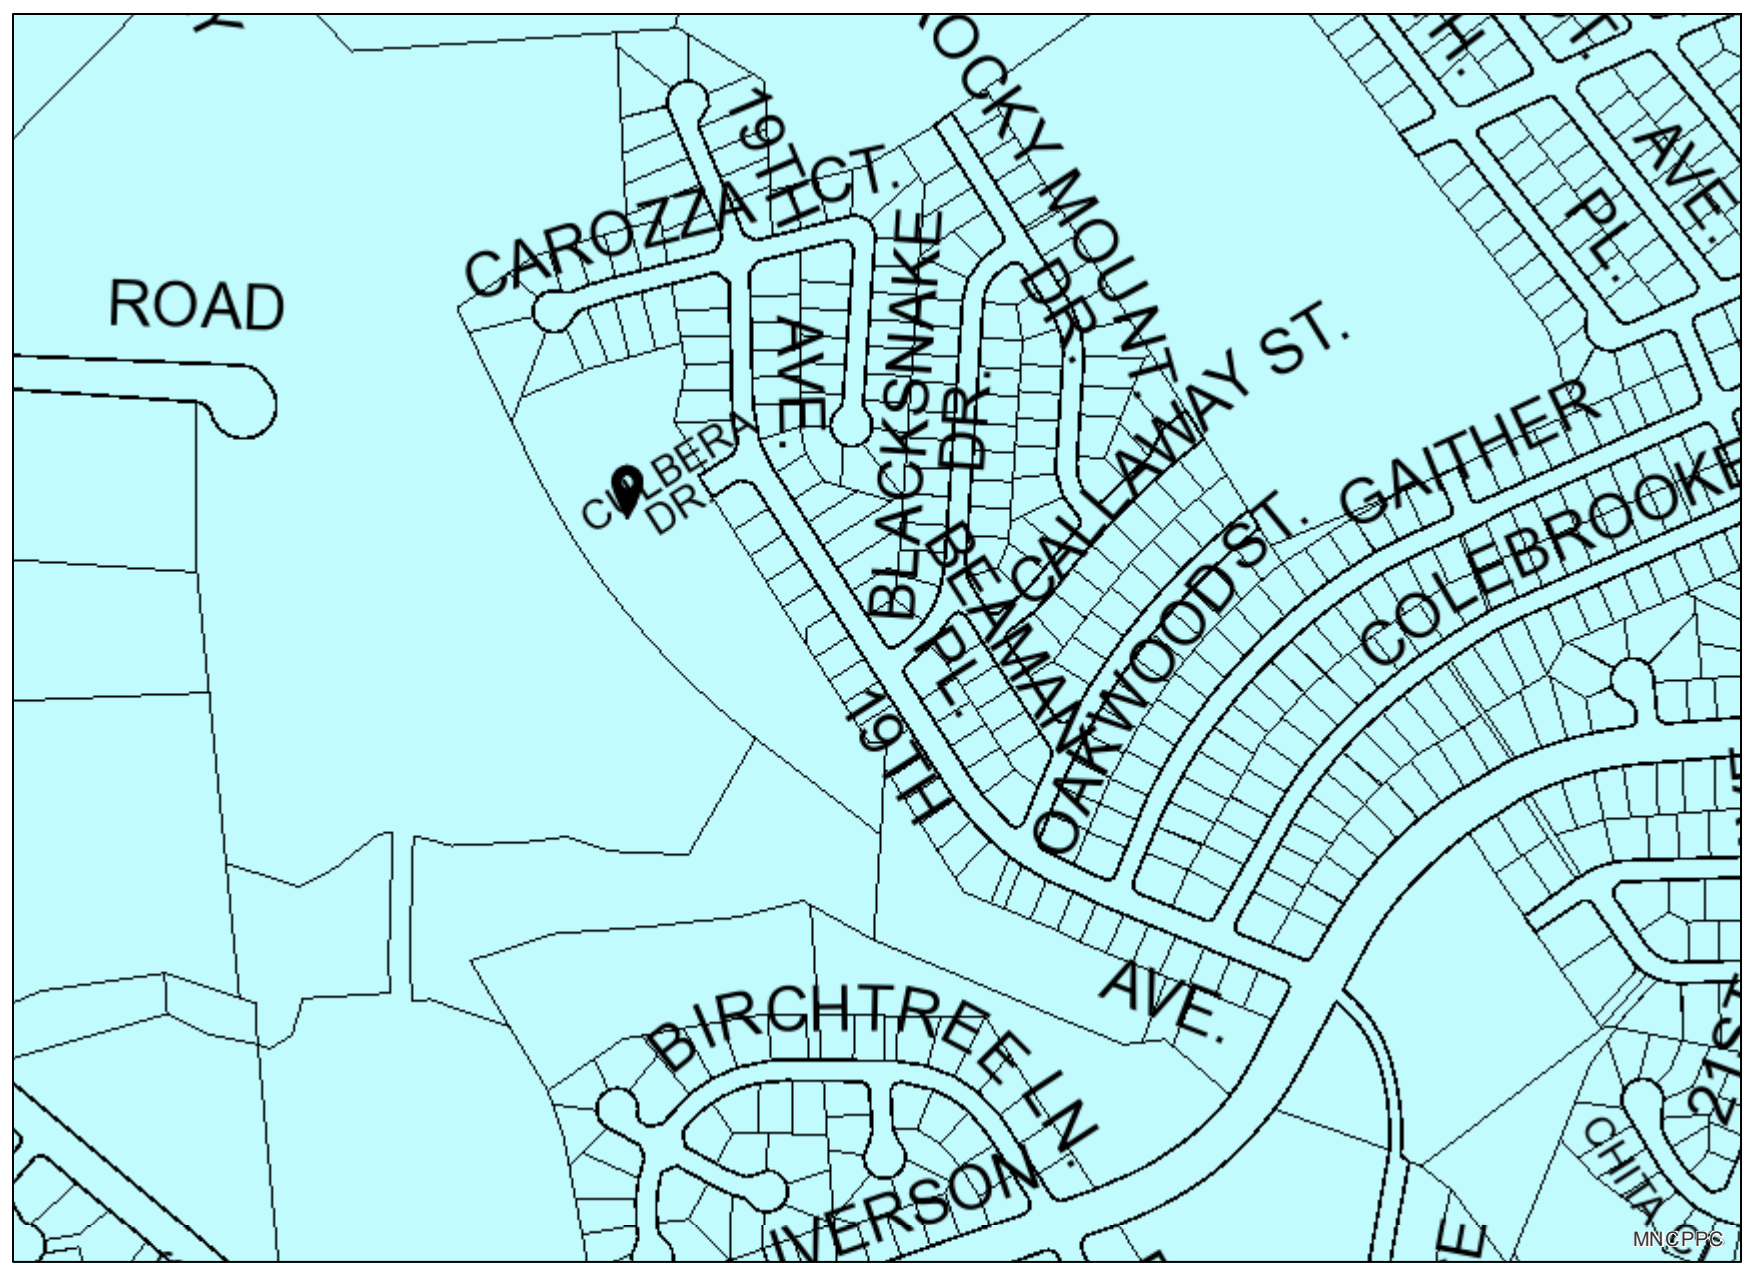 ROCKY MOUNT.
DR.
19TH
AVE.
CAROZZA CT.
ROAD
BLACKSNAKE
DR.
CALLAWAY ST.
AVE.
PL.
GAITHER
COLEBROOKE
OAKWOOD ST.
BEAMAN
PL.
DR.
19TH
AVE.
BIRCHTREE LN.
IVERSON
21ST
CHITA
MNCPPC